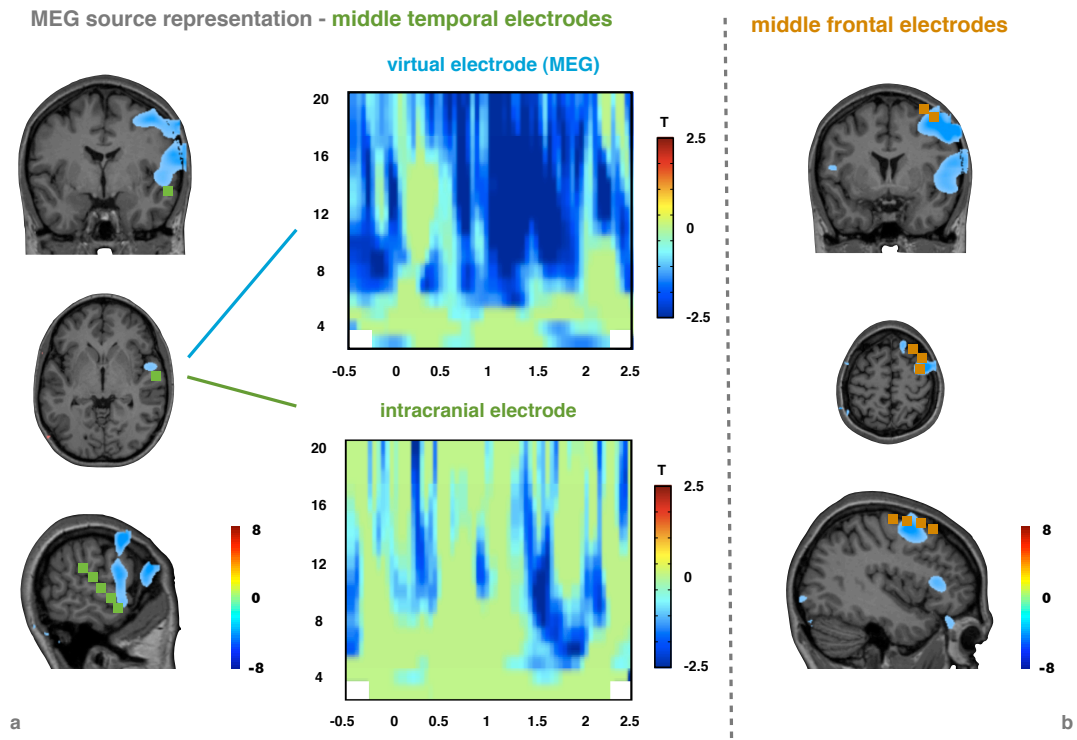 MEG source representation - middle temporal electrodes
middle frontal electrodes
virtual electrode (MEG)
20
16
12
8
4
-0.5 0 0.5 1 1.5 2 2.5
T
2.5
0
-2.5
intracranial electrode
20
16
12
8
4
-0.5 0 0.5 1 1.5 2 2.5
T
2.5
0
-2.5
8
0
-8
8
0
-8
a
b